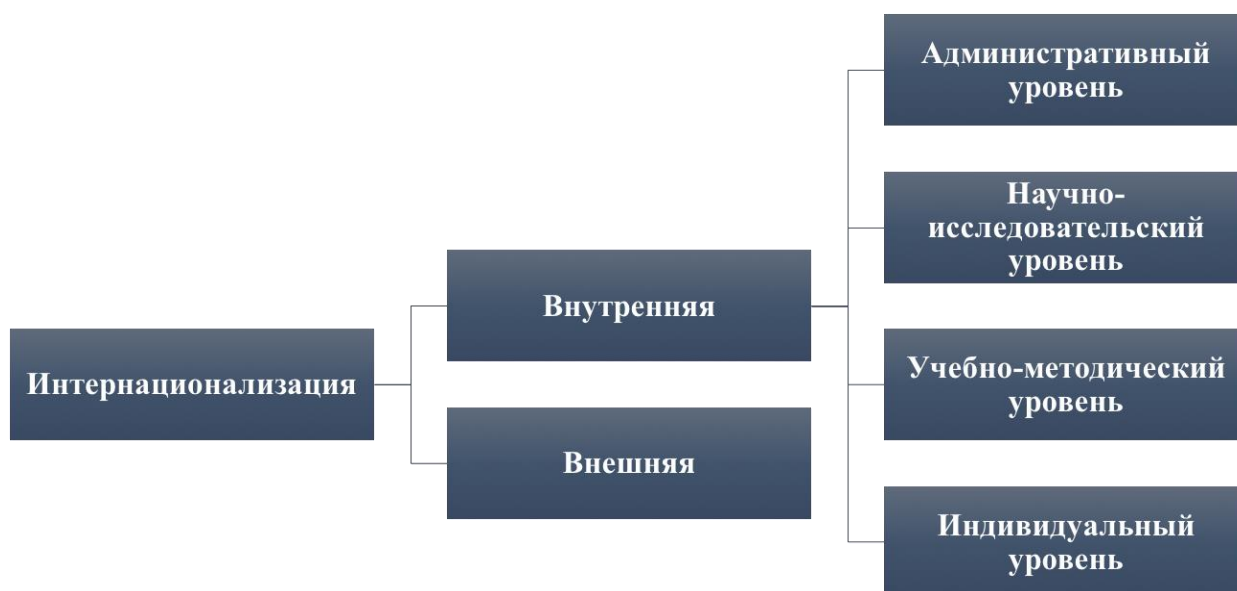 Интернационализация
Внутренняя
Внешняя
Административный
уровень
Научно-
исследовательский
уровень
Учебно-методический
уровень
Индивидуальный
уровень